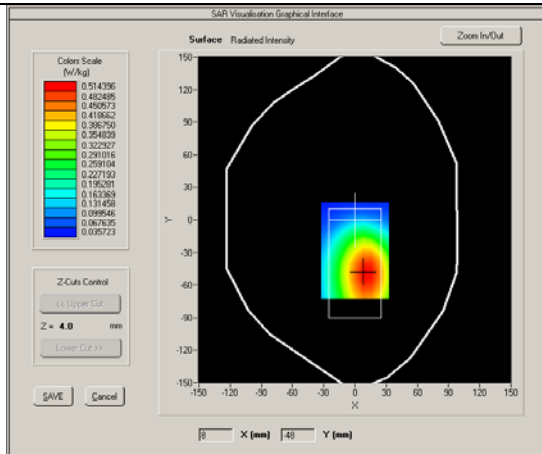 SAR Visualisation Graphical Interface
Surface Radiated Intensity
Zoom In/Out
Colors Scale
(W/kg)
0.514396
0.482485
0.450573
0.418662
0.386750
0.354839
0.322927
0.291016
0.259104
0.227193
0.195281
0.163369
0.131458
0.099546
0.067635
0.035723
Z-Cuts Control
<< Upper Cut
Z = 4.0 mm
Lower Cut >>
SAVE
Cancel
150-
120-
90-
60-
30-
0-
-30-
-60-
-90-
-120-
-150-
Y
-150 -120 -90 -60 -30 0 30 60 90 120 150
X
8 X (mm) -48 Y (mm)